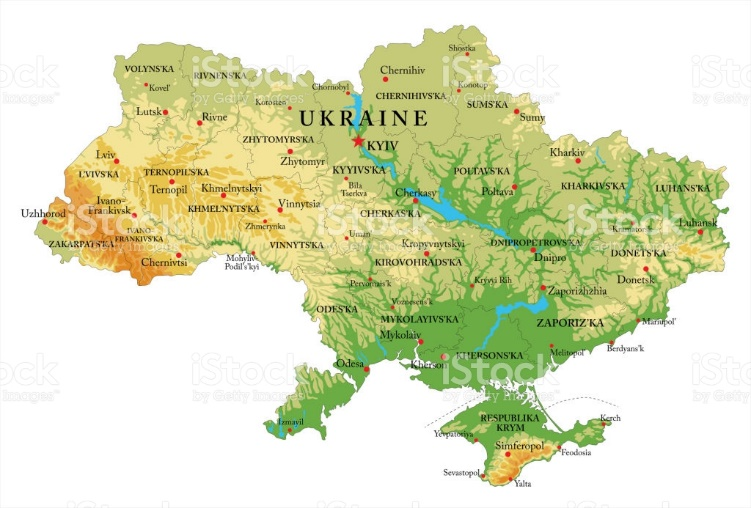 Shostka
VOLYNS'KA
RIVNENS'KA
Chernihiv
Kovel'
Chornobyl
Konotop
CHERNIHIVS'KA
SUMS'KA
Korosten
Lutsk
Rivne
UKRAINE
Sumy
ZHYTOMYRS'KA
KYIV
Lviv
Zhytomyr
Kharkiv
L'VIVS'KA
TERNOPIL'S'KA
KYYIVS'KA
POLTAVS'KA
KHARKIVS'KA
LUHANS'KA
Ternopil
Khmelnytskyi
Bila
Tserkva
Cherkasy
Poltava
Uzhhorod
Ivano-
Frankivsk
KHMELNYTS'KA
Vinnytsia
CHERKAS'KA
IVANO-
FRANKIVS'KA
Zhmerynka
Uman'
Luhansk
Kramators'k
ZAKARPATS'KA
VINNYTS'KA
Kropyvnytskyi
DNIPROPETROVS'KA
DONETS'KA
Chernivtsi
Mohyliv-
Podil's'kyi
KIROVOHRADS'KA
Dnipro
Donetsk
Pervomais'k
Kryvyi Rih
Zaporizhzhia
Voznesens'k
ODES'KA
MYKOLAYIVS'KA
ZAPORIZ'KA
Mariupol'
Mykolaiv
Berdyans'k
KHERSONS'KA
Melitopol'
Odesa
Kherson
Izmayil
RESPUBLIKA
KRYM
Kerch
Yevpatoriya
Simferopol
Feodosia
Sevastopol
Yalta
iStock
by Getty Images™